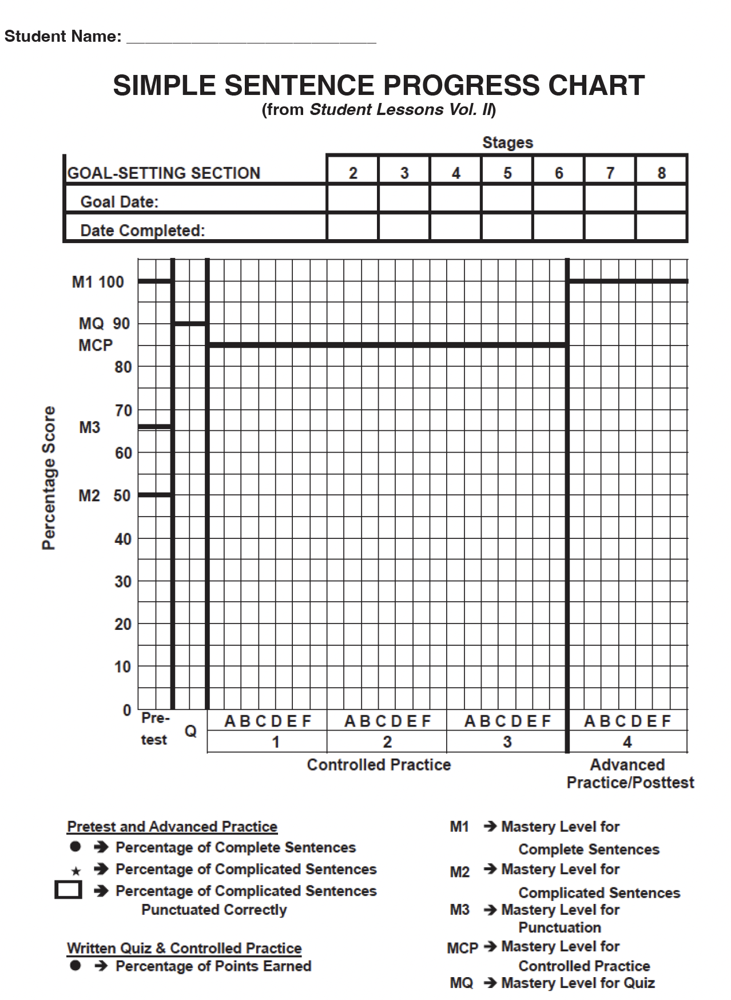 Student Name: ___________________________
SIMPLE SENTENCE PROGRESS CHART
(from Student Lessons Vol. II)
Stages
GOAL-SETTING SECTION 2 3 4 5 6 7 8
Goal Date:
Date Completed:
M1 100
MQ 90
MCP
80
70
M3
60
M2 50
40
30
20
10
0
Percentage Score
Pre-
test
Q
A B C D E F A B C D E F A B C D E F A B C D E F
1 2 3 4
Controlled Practice
Advanced
Practice/Posttest
Pretest and Advanced Practice
● ➔ Percentage of Complete Sentences
★ ➔ Percentage of Complicated Sentences
➔ Percentage of Complicated Sentences
Punctuated Correctly
Written Quiz & Controlled Practice
● ➔ Percentage of Points Earned
M1 ➔ Mastery Level for
Complete Sentences
M2 ➔ Mastery Level for
Complicated Sentences
M3 ➔ Mastery Level for
Punctuation
MCP ➔ Mastery Level for
Controlled Practice
MQ ➔ Mastery Level for Quiz